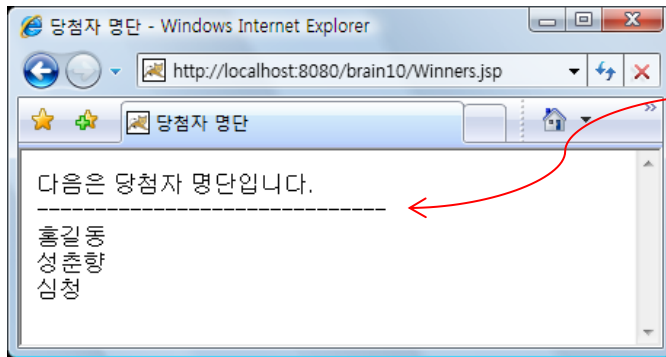 당첨자 명단 - Windows Internet Explorer
http://localhost:8080/brain10/Winners.jsp
당첨자 명단
다음은 당첨자 명단입니다.
------------------------------
홍길동
성춘향
심청